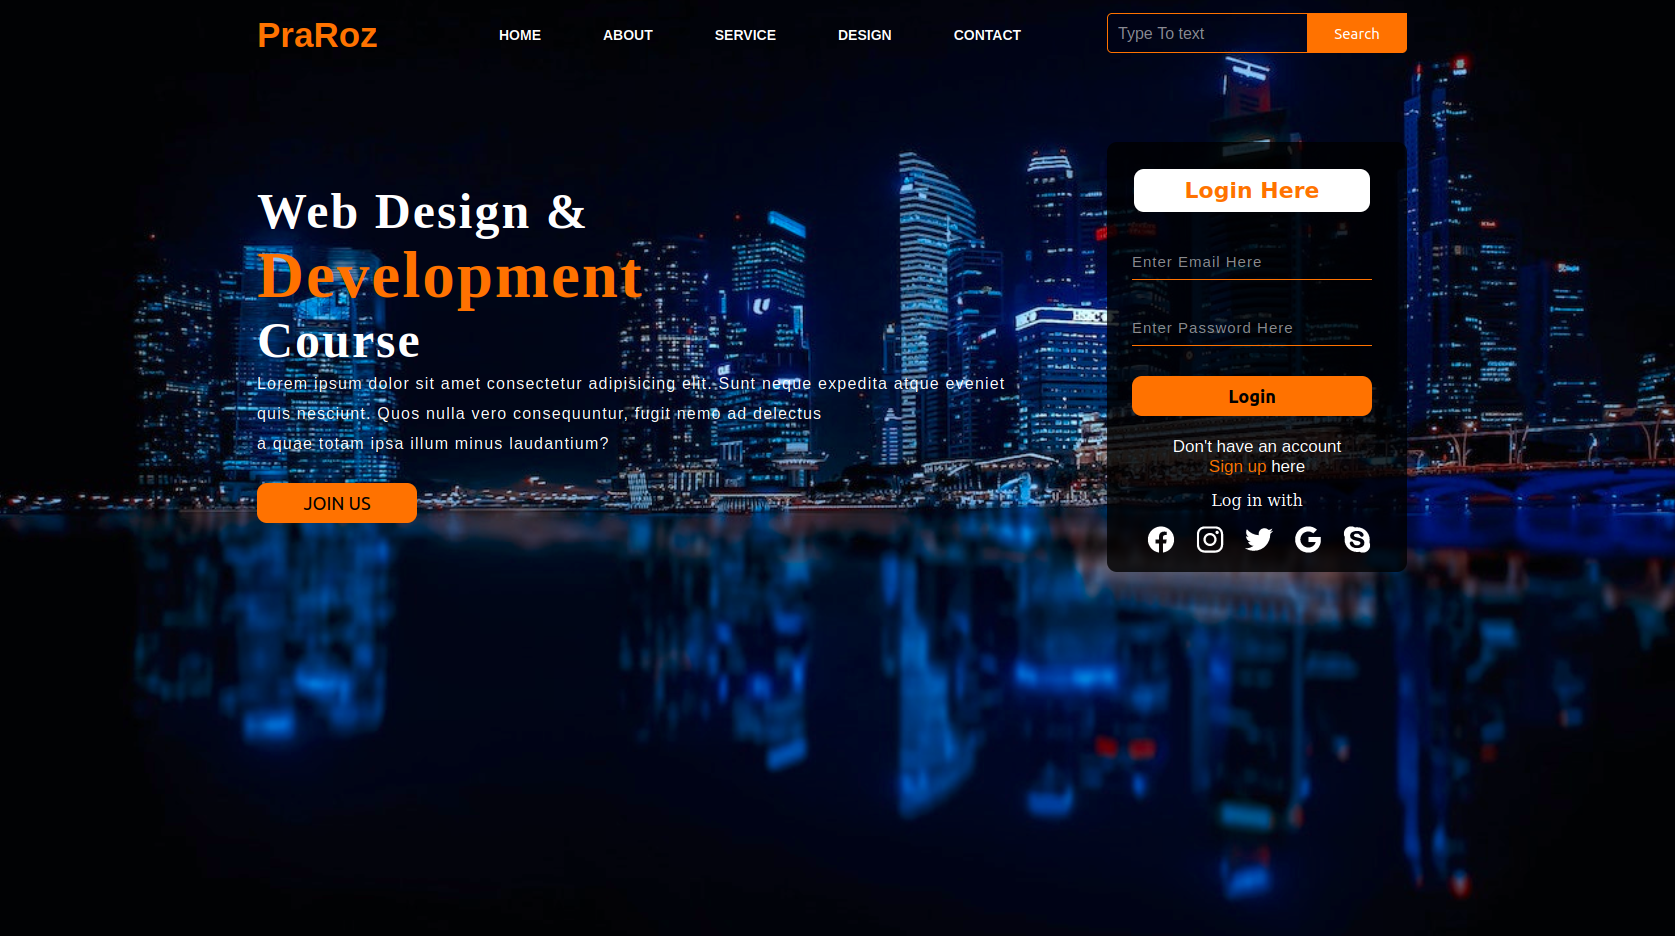 PraRoz
HOME ABOUT SERVICE DESIGN CONTACT
Type To text Search
Web Design &
Development
Course
Lorem ipsum dolor sit amet consectetur adipisicing elit. Sunt neque expedita atque eveniet
quis nesciunt. Quos nulla vero consequuntur, fugit nemo ad delectus
a quae totam ipsa illum minus laudantium?
JOIN US
Login Here
Enter Email Here
Enter Password Here
Login
Don't have an account
Sign up here
Log in with